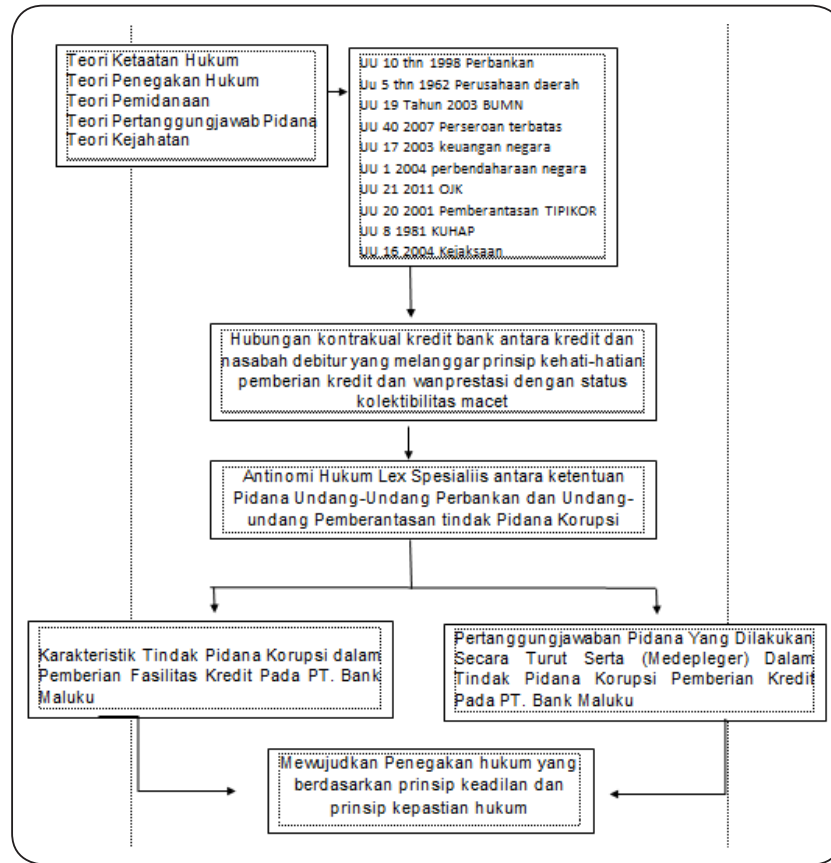 Teori Ketaatan Hukum
Teori Penegakan Hukum
Teori Pemidanaan
Teori Pertanggungjawab Pidana
Teori Kejahatan
UU 10 thn 1998 Perbankan
Uu 5 thn 1962 Perusahaan daerah
UU 19 Tahun 2003 BUMN
UU 40 2007 Perseroan terbatas
UU 17 2003 keuangan negara
UU 1 2004 perbendaharaan negara
UU 21 2011 OJK
UU 20 2001 Pemberantasan TIPIKOR
UU 8 1981 KUHAP
UU 16 2004 Kejaksaan
Hubungan kontrakual kredit bank antara kredit dan
nasabah debitur yang melanggar prinsip kehati-hatian
pemberian kredit dan wanprestasi dengan status
kolektibilitas macet
Antinomi Hukum Lex Spesialiis antara ketentuan
Pidana Undang-Undang Perbankan dan Undang-
undang Pemberantasan tindak Pidana Korupsi
Karakteristik Tindak Pidana Korupsi dalam
Pemberian Fasilitas Kredit Pada PT. Bank
Maluku
Pertanggungjawaban Pidana Yang Dilakukan
Secara Turut Serta (Medepleger) Dalam
Tindak Pidana Korupsi Pemberian Kredit
Pada PT. Bank Maluku
Mewujudkan Penegakan hukum yang
berdasarkan prinsip keadilan dan
prinsip kepastian hukum